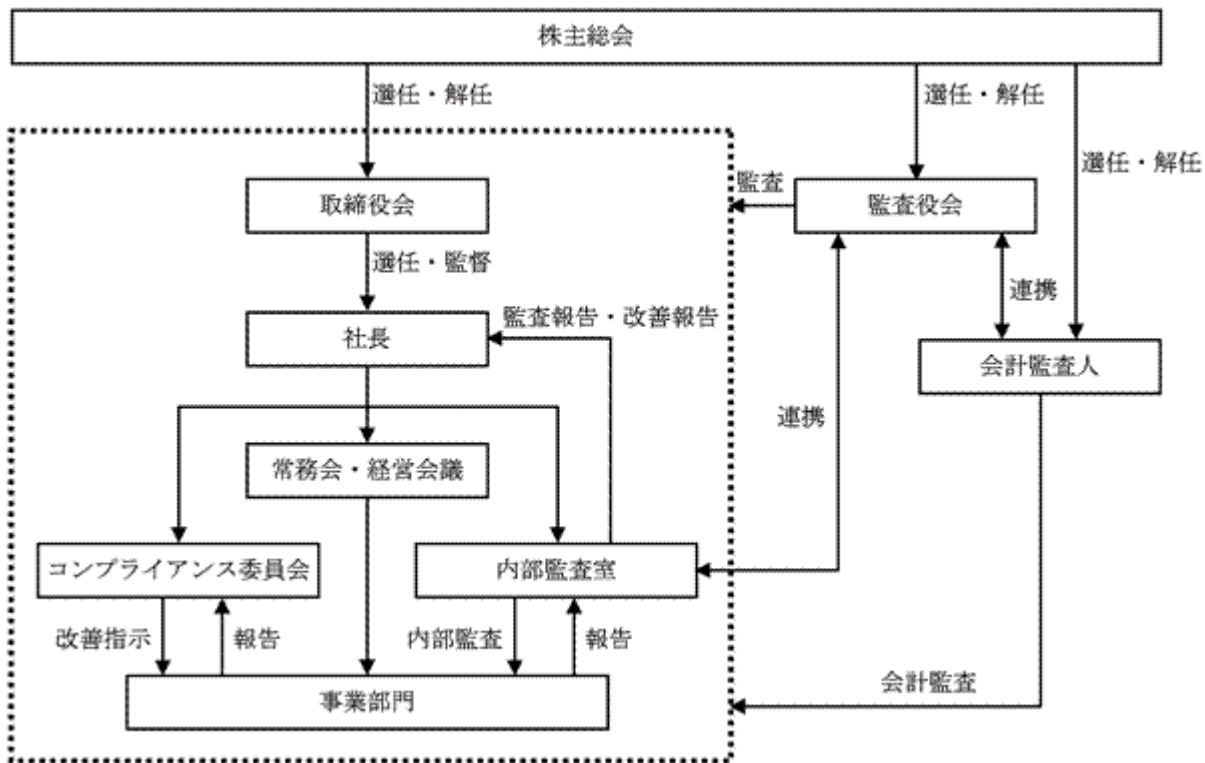 株主総会
選任・解任
選任・解任
選任・解任
取締役会
監査
監査役会
選任・監督
連携
社長
監査報告・改善報告
会計監査人
連携
常務会・経営会議
コンプライアンス委員会
内部監査室
改善指示
報告
内部監査
報告
会計監査
事業部門